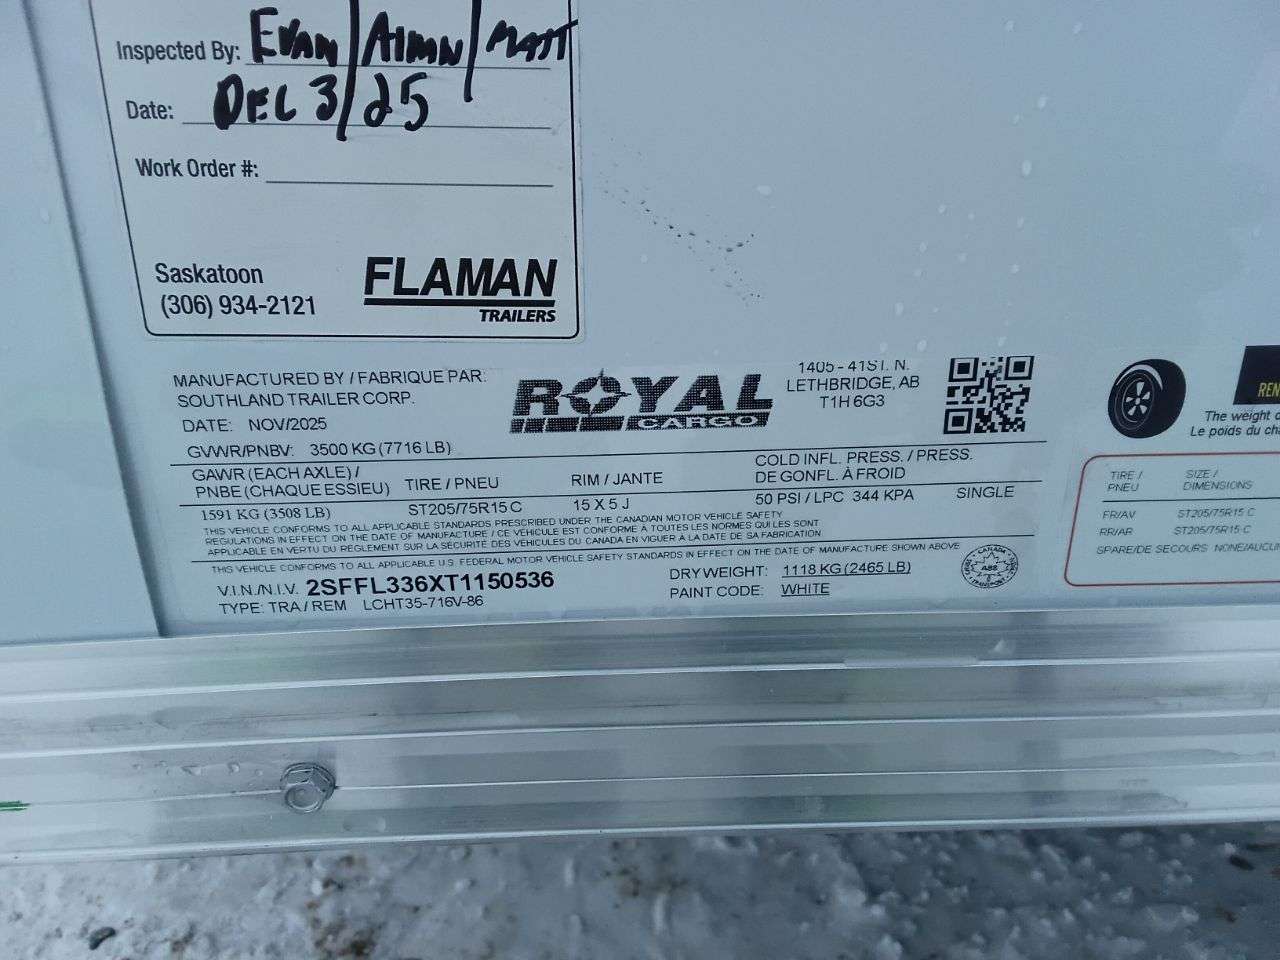 Inspected By: EVAN/AIMAN/MATT
Date: DEC 3/25
Work Order #:
Saskatoon
(306) 934-2121
FLAMAN
TRAILERS
MANUFACTURED BY / FABRIQUE PAR:
SOUTHLAND TRAILER CORP.
DATE: NOV/2025
ROYAL
CARGO
1405 - 41ST. N.
LETHBRIDGE, AB
T1H 6G3
GVWR/PNBV: 3500 KG (7716 LB)
GAWR (EACH AXLE) /
PNBE (CHAQUE ESSIEU)
TIRE / PNEU
RIM / JANTE
COLD INFL. PRESS. / PRESS.
DE GONFL. À FROID
1591 KG (3508 LB)
ST205/75R15 C
15 X 5 J
50 PSI / LPC 344 KPA
SINGLE
THIS VEHICLE CONFORMS TO ALL APPLICABLE STANDARDS PRESCRIBED UNDER THE CANADIAN MOTOR VEHICLE SAFETY
REGULATIONS IN EFFECT ON THE DATE OF MANUFACTURE / CE VÉHICULE EST CONFORME À TOUTES LES NORMES QUI LES SONT
APPLICABLE EN VERTU DU RÈGLEMENT SUR LA SÉCURITÉ DES VÉHICULES DU CANADA EN VIGUER À LA DATE DE SA FABRICATION
THIS VEHICLE CONFORMS TO ALL APPLICABLE U.S. FEDERAL MOTOR VEHICLE SAFETY STANDARDS IN EFFECT ON THE DATE OF MANUFACTURE SHOWN ABOVE
V.I.N./N.I.V. 2SFFL336XT1150536
TYPE: TRA / REM LCHT35-716V-86
DRY WEIGHT: 1118 KG (2465 LB)
PAINT CODE: WHITE
CANADA
TRANSPORT
REN
The weight
Le poids du
TIRE /
PNEU
SIZE /
DIMENSIONS
FR/AV
ST205/75R15 C
RR/AR
ST205/75R15 C
SPARE/DE SECOURS